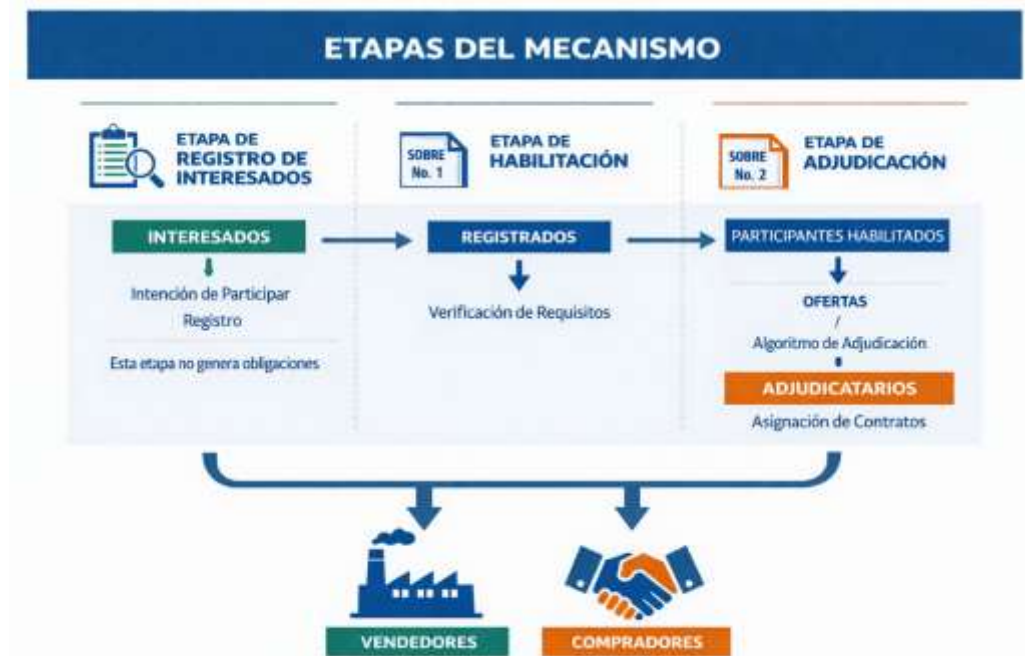 ETAPAS DEL MECANISMO
ETAPA DE
REGISTRO DE
INTERESADOS
SOBRE
No. 1
ETAPA DE
HABILITACIÓN
SOBRE
No. 2
ETAPA DE
ADJUDICACIÓN
INTERESADOS
Intención de Participar
Registro
Esta etapa no genera obligaciones
REGISTRADOS
Verificación de Requisitos
PARTICIPANTES HABILITADOS
OFERTAS
/
Algoritmo de Adjudicación
ADJUDICATARIOS
Asignación de Contratos
VENDEDORES
COMPRADORES